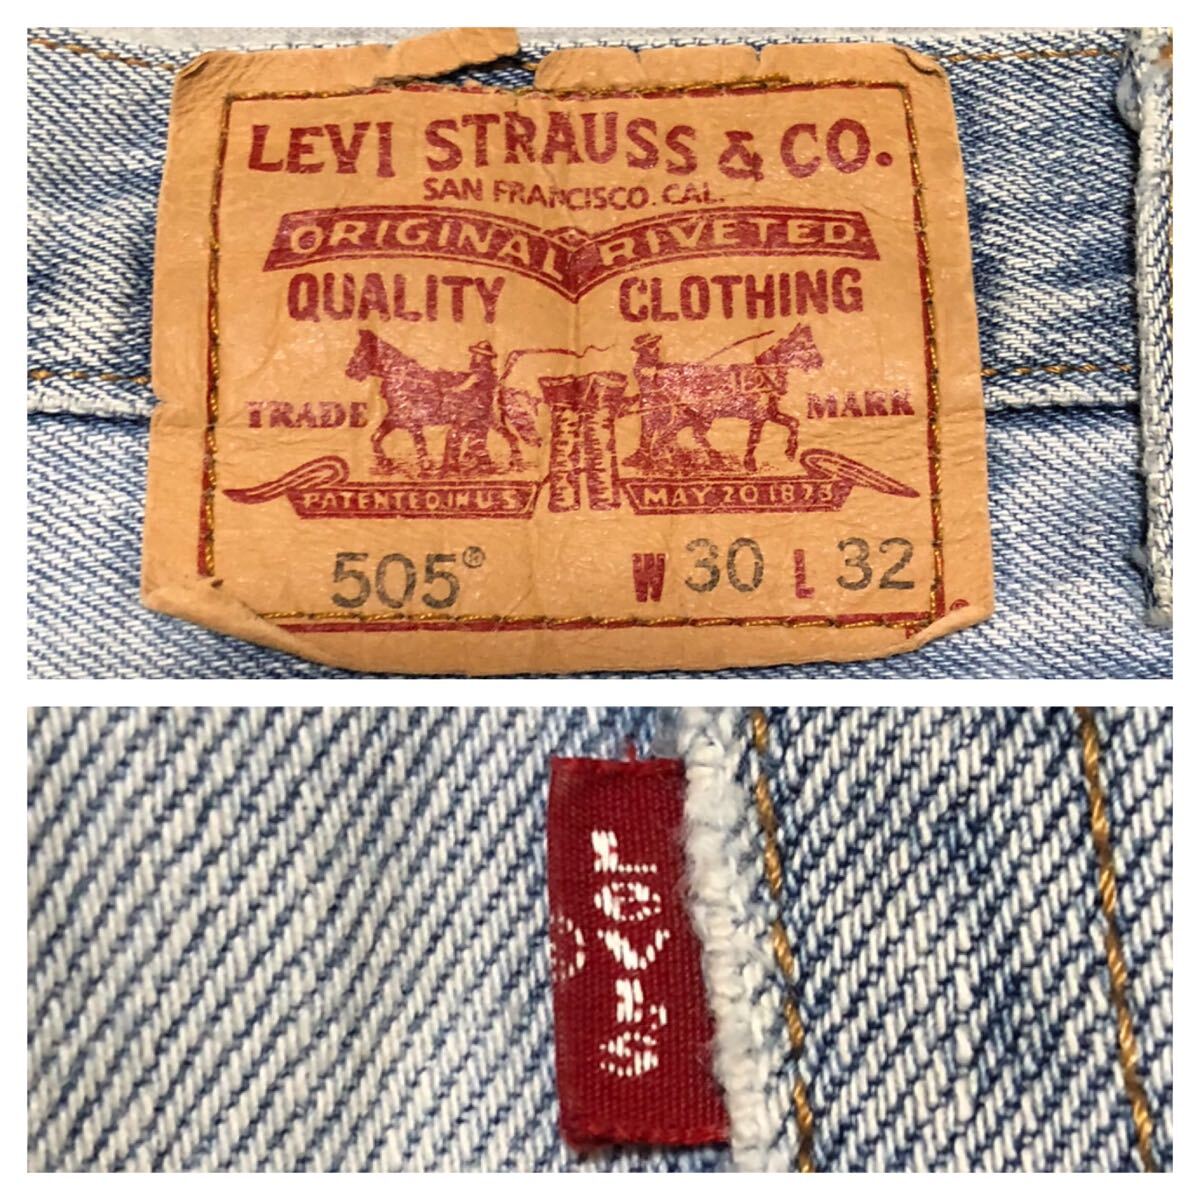 LEVI STRAUSS & CO.
SAN FRANCISCO. CAL.
ORIGINAL RIVETED
QUALITY CLOTHING
TRADE MARK
PATENTED IN U.S. MAY 20 1873
505® W 30 L 32
®
LEVI'S
®